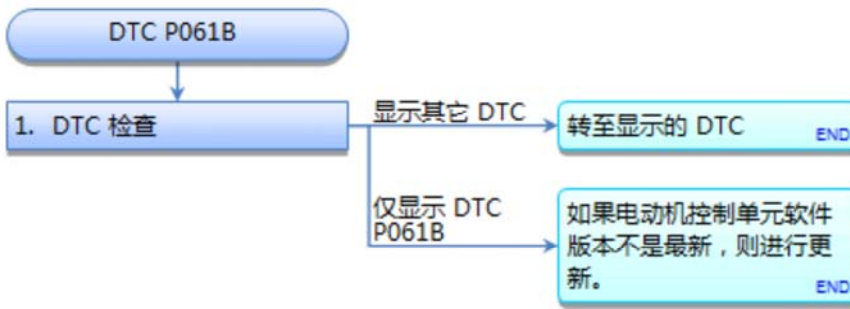 DTC P061B
1. DTC 检查
显示其它 DTC
转至显示的 DTC
END
仅显示 DTC
P061B
如果电动机控制单元软件
版本不是最新，则进行更
新。
END